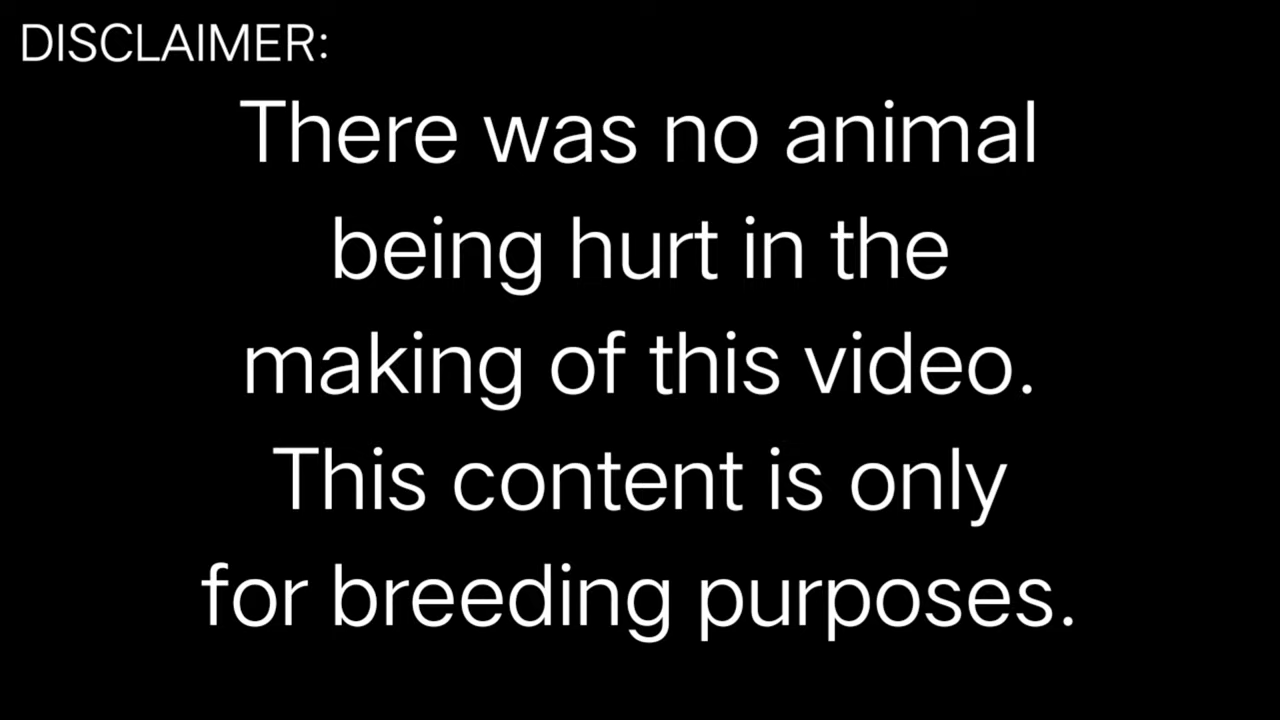 DISCLAIMER:
There was no animal
being hurt in the
making of this video.
This content is only
for breeding purposes.